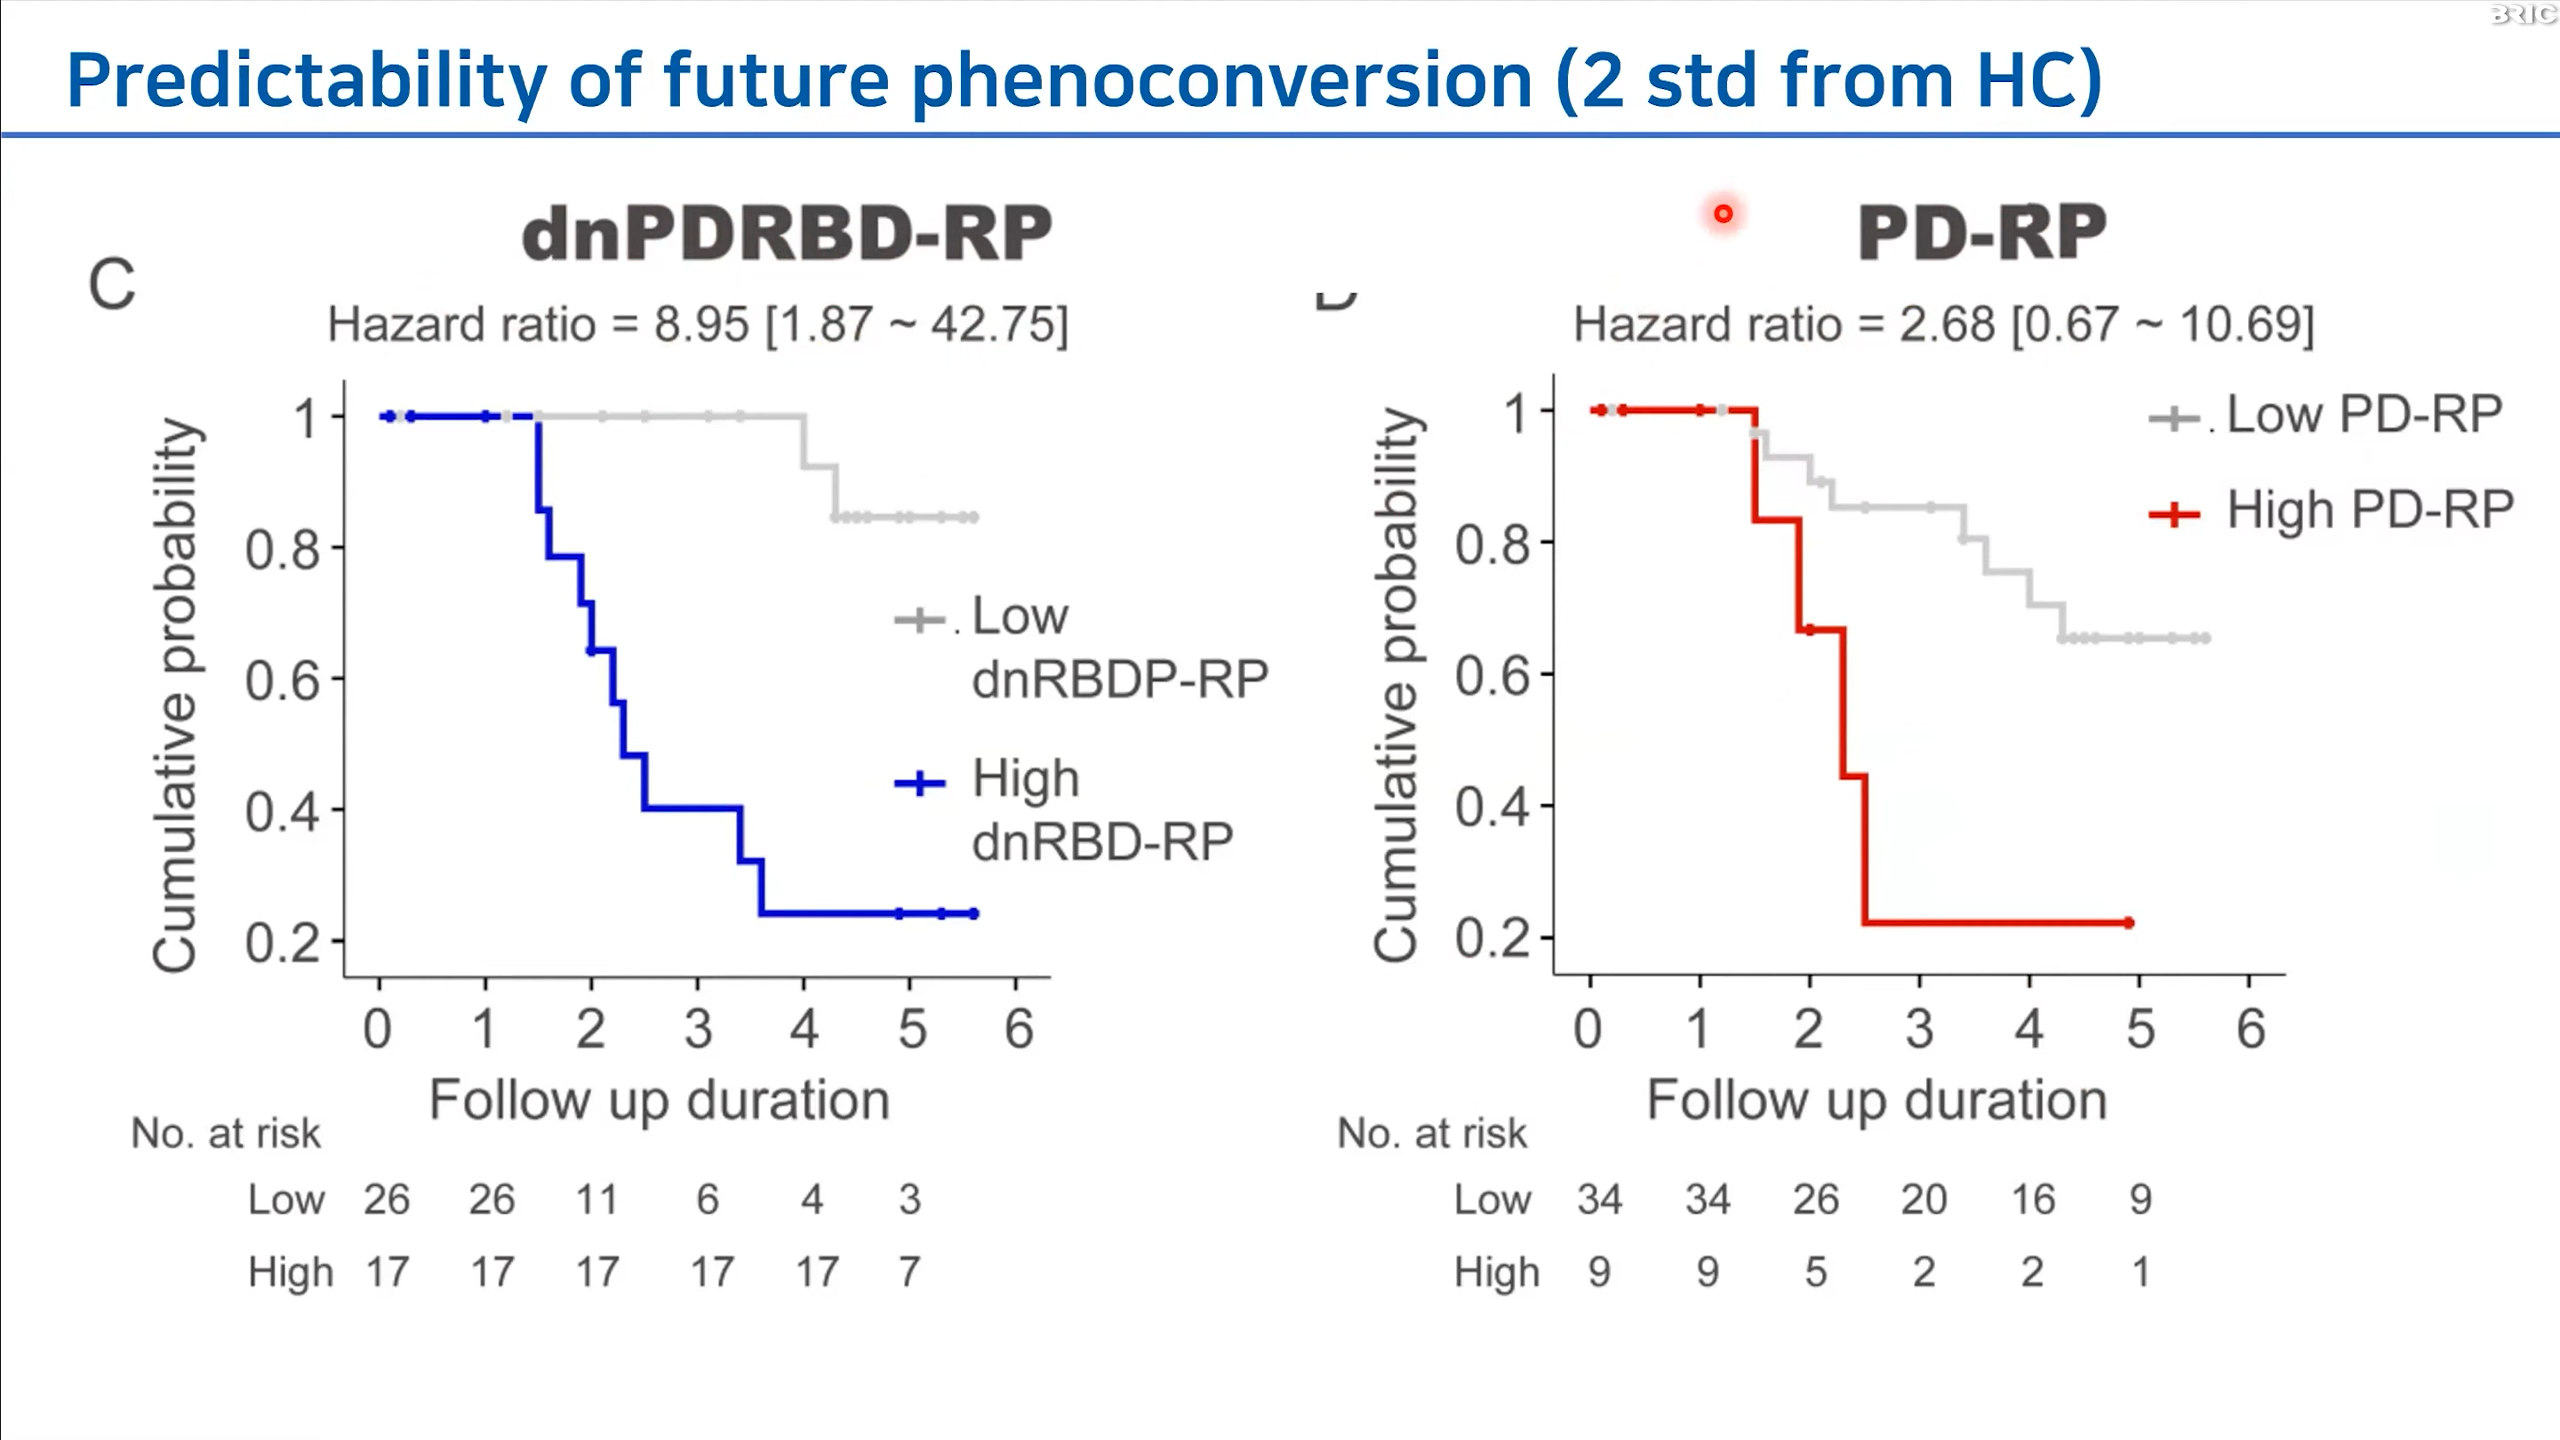 BRIC
Predictability of future phenoconversion (2 std from HC)
dnPDRBD-RP
C
Hazard ratio = 8.95 [1.87 ~ 42.75]
Cumulative probability
1
0.8
0.6
0.4
0.2
Low
dnRBDP-RP
High
dnRBD-RP
0 1 2 3 4 5 6
Follow up duration
No. at risk
Low 26 26 11 6 4 3
High 17 17 17 17 17 7
PD-RP
Hazard ratio = 2.68 [0.67 ~ 10.69]
Cumulative probability
1
0.8
0.6
0.4
0.2
Low PD-RP
High PD-RP
0 1 2 3 4 5 6
Follow up duration
No. at risk
Low 34 34 26 20 16 9
High 9 9 5 2 2 1